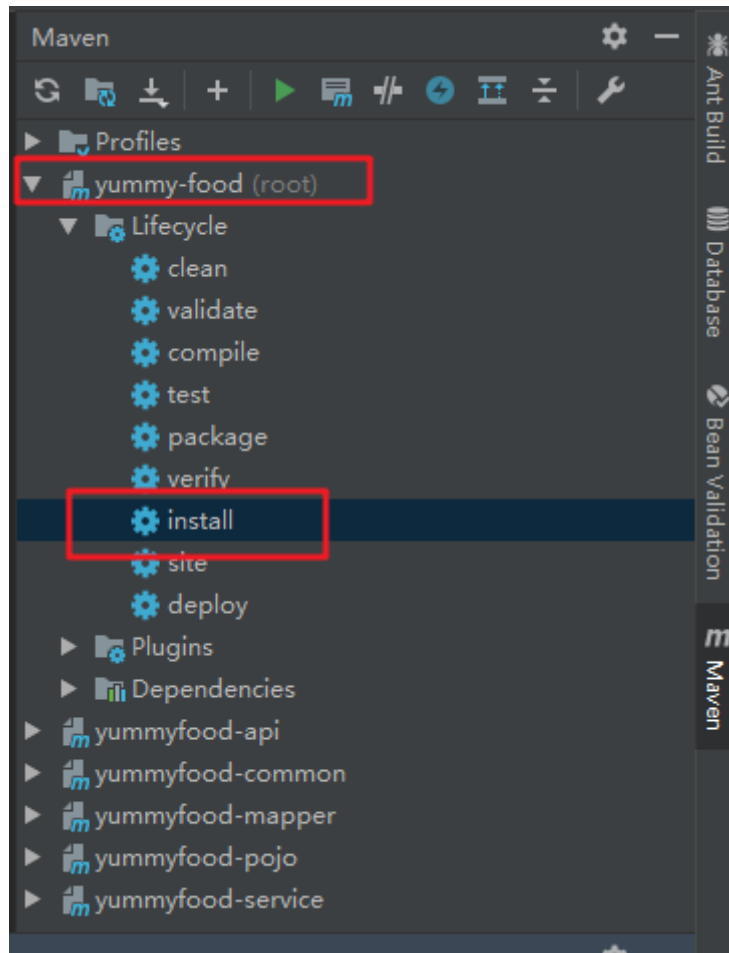 Maven
Profiles
yummy-food (root)
Lifecycle
clean
validate
compile
test
package
verify
install
site
deploy
Plugins
Dependencies
yummyfood-api
yummyfood-common
yummyfood-mapper
yummyfood-pojo
yummyfood-service
Ant Build
Database
Bean Validation
m Maven